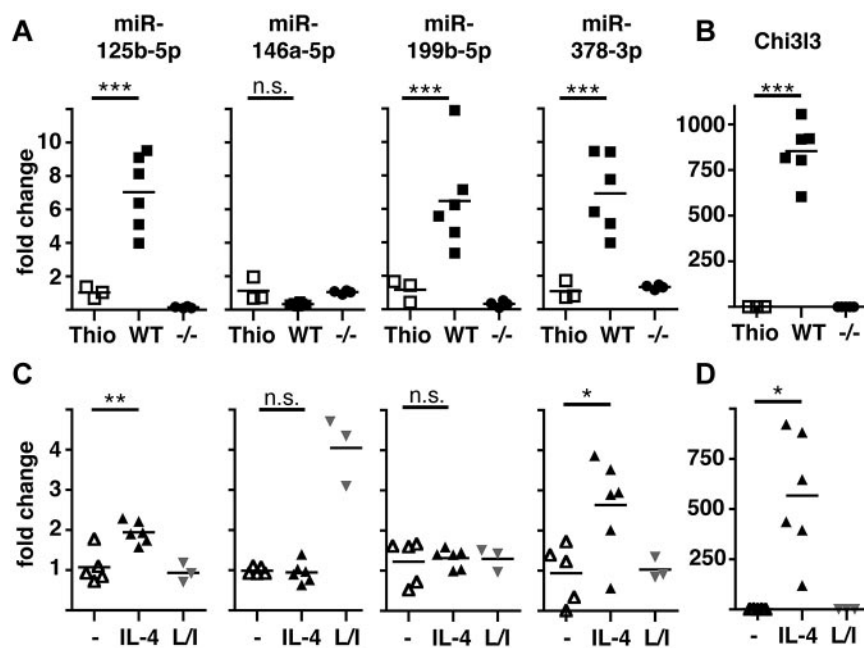 A
miR-
125b-5p
miR-
146a-5p
miR-
199b-5p
miR-
378-3p
B
Chi3l3
***
n.s.
***
***
***
fold change
10
8
6
4
2
1000
750
500
250
Thio WT -/-
Thio WT -/-
Thio WT -/-
Thio WT -/-
Thio WT -/-
C
D
**
n.s.
n.s.
*
*
fold change
4
3
2
1
750
500
250
- IL-4 L/I
- IL-4 L/I
- IL-4 L/I
- IL-4 L/I
- IL-4 L/I